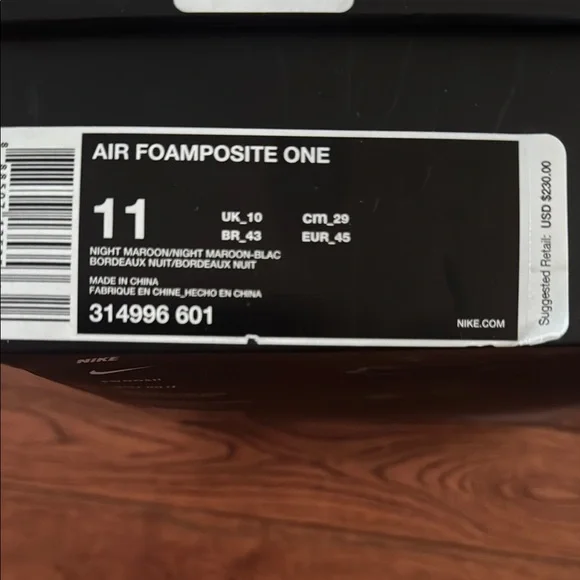 AIR FOAMPOSITE ONE
11
UK_10 cm_29
BR_43 EUR_45
NIGHT MAROON/NIGHT MAROON-BLAC
BORDEAUX NUIT/BORDEAUX NUIT
MADE IN CHINA
FABRIQUE EN CHINE_HECHO EN CHINA
314996 601
NIKE.COM
Suggested Retail: USD $230.00
NIKE